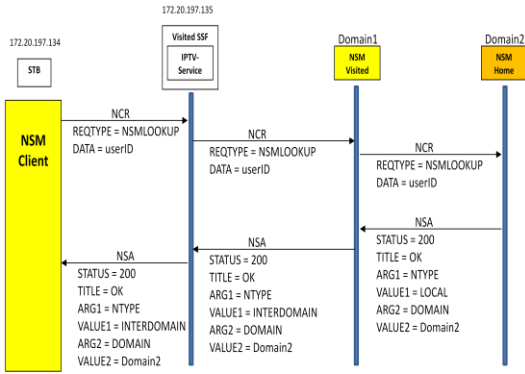 172.20.197.135
172.20.197.134
STB
Visited SSF
IPTV-
Service
Domain1
NSM
Visited
Domain2
NSM
Home
NSM
Client
NCR
REQTYPE = NSMLOOKUP
DATA = userID
NCR
REQTYPE = NSMLOOKUP
DATA = userID
NCR
REQTYPE = NSMLOOKUP
DATA = userID
NSA
STATUS = 200
TITLE = OK
ARG1 = NTYPE
VALUE1 = LOCAL
ARG2 = DOMAIN
VALUE2 = Domain2
NSA
STATUS = 200
TITLE = OK
ARG1 = NTYPE
VALUE1 = INTERDOMAIN
ARG2 = DOMAIN
VALUE2 = Domain2
NSA
STATUS = 200
TITLE = OK
ARG1 = NTYPE
VALUE1 = INTERDOMAIN
ARG2 = DOMAIN
VALUE2 = Domain2